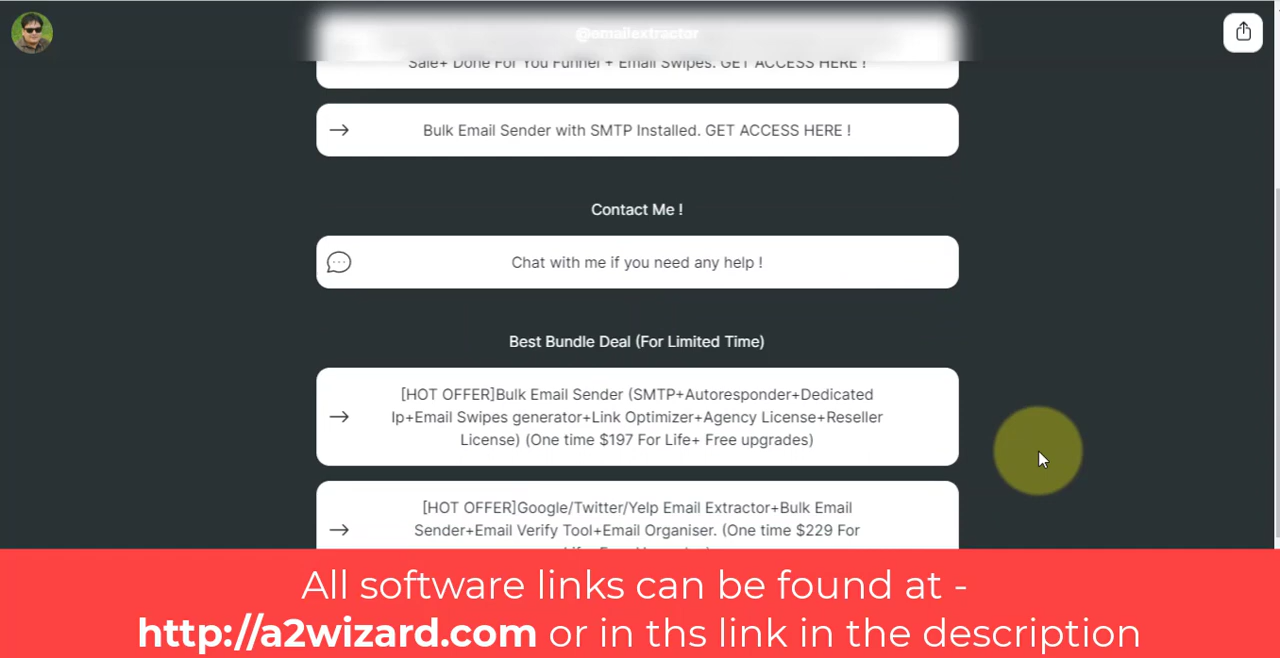 @emailextractor
Sale+ Done For You Funnel + Email Swipes. GET ACCESS HERE !
Bulk Email Sender with SMTP Installed. GET ACCESS HERE !
Contact Me !
Chat with me if you need any help !
Best Bundle Deal (For Limited Time)
[HOT OFFER]Bulk Email Sender (SMTP+Autoresponder+Dedicated
Ip+Email Swipes generator+Link Optimizer+Agency License+Reseller
License) (One time $197 For Life+ Free upgrades)
[HOT OFFER]Google/Twitter/Yelp Email Extractor+Bulk Email
Sender+Email Verify Tool+Email Organiser. (One time $229 For
All software links can be found at -
http://a2wizard.com or in ths link in the description